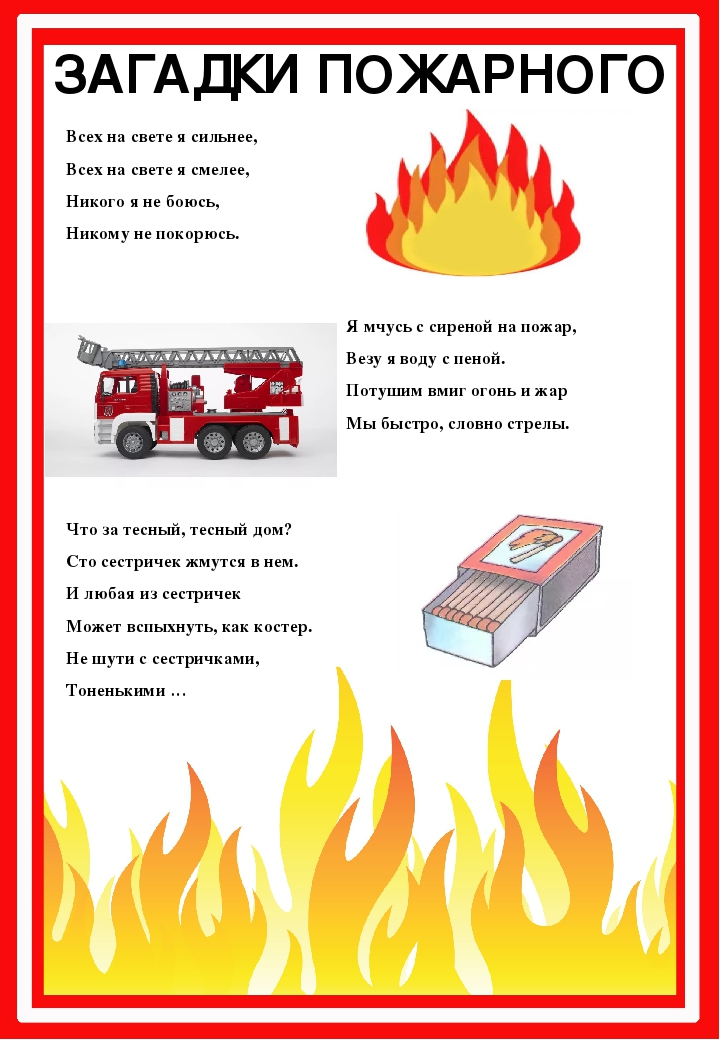 ЗАГАДКИ ПОЖАРНОГО
Всех на свете я сильнее,
Всех на свете я смелее,
Никого я не боюсь,
Никому не покорюсь.
Я мчусь с сиреной на пожар,
Везу я воду с пеной.
Потушим вмиг огонь и жар
Мы быстро, словно стрелы.
Что за тесный, тесный дом?
Сто сестричек жмутся в нем.
И любая из сестричек
Может вспыхнуть, как костер.
Не шути с сестричками,
Тоненькими …